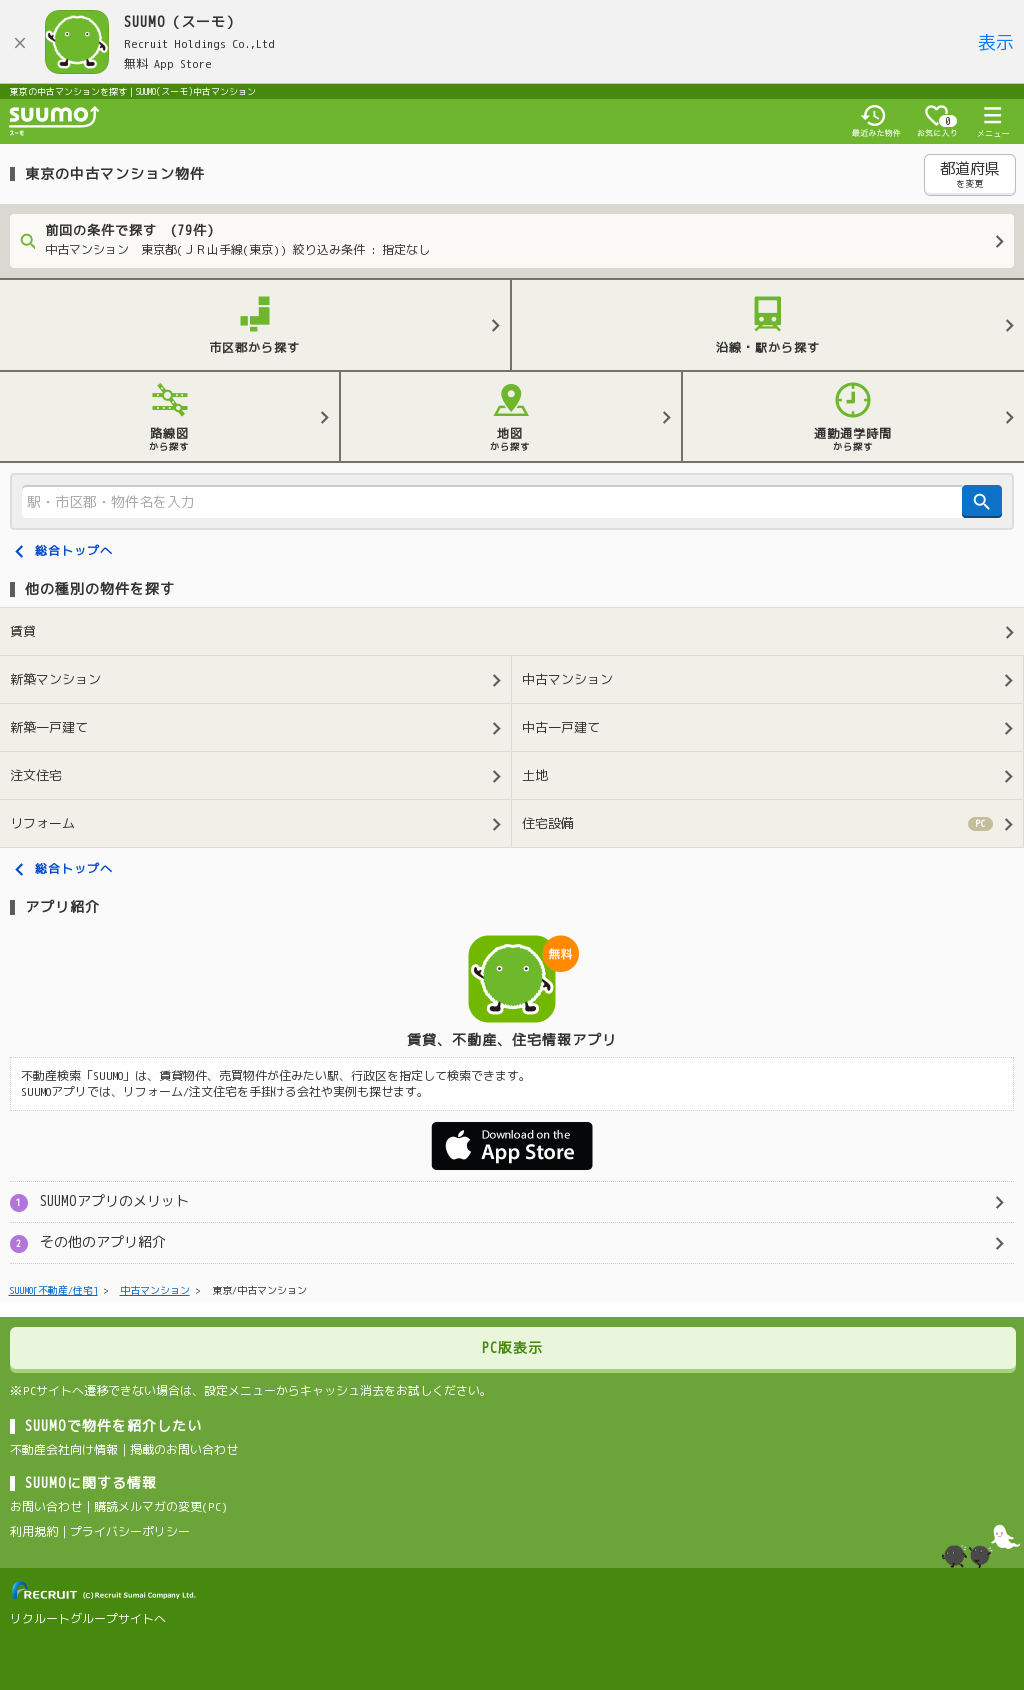 SUUMO（スーモ）
Recruit Holdings Co.,Ltd
無料 App Store
表示
東京の中古マンションを探す｜SUUMO(スーモ)中古マンション
SUUMO
スーモ
最近みた物件
0
お気に入り
メニュー
東京の中古マンション物件
都道府県
を変更
前回の条件で探す (79件)
中古マンション 東京都(ＪＲ山手線(東京)) 絞り込み条件 : 指定なし
市区郡から探す
沿線・駅から探す
路線図
から探す
地図
から探す
通勤通学時間
から探す
駅・市区郡・物件名を入力
総合トップへ
他の種別の物件を探す
賃貸
新築マンション
中古マンション
新築一戸建て
中古一戸建て
注文住宅
土地
リフォーム
住宅設備
PC
総合トップへ
アプリ紹介
無料
賃貸、不動産、住宅情報アプリ
不動産検索「SUUMO」は、賃貸物件、売買物件が住みたい駅、行政区を指定して検索できます。
SUUMOアプリでは、リフォーム/注文住宅を手掛ける会社や実例も探せます。
Download on the
App Store
1 SUUMOアプリのメリット
2 その他のアプリ紹介
SUUMO[不動産/住宅] > 中古マンション > 東京/中古マンション
PC版表示
※PCサイトへ遷移できない場合は、設定メニューからキャッシュ消去をお試しください。
SUUMOで物件を紹介したい
不動産会社向け情報｜掲載のお問い合わせ
SUUMOに関する情報
お問い合わせ｜購読メルマガの変更(PC)
利用規約｜プライバシーポリシー
RECRUIT (C)Recruit Sumai Company Ltd.
リクルートグループサイトへ